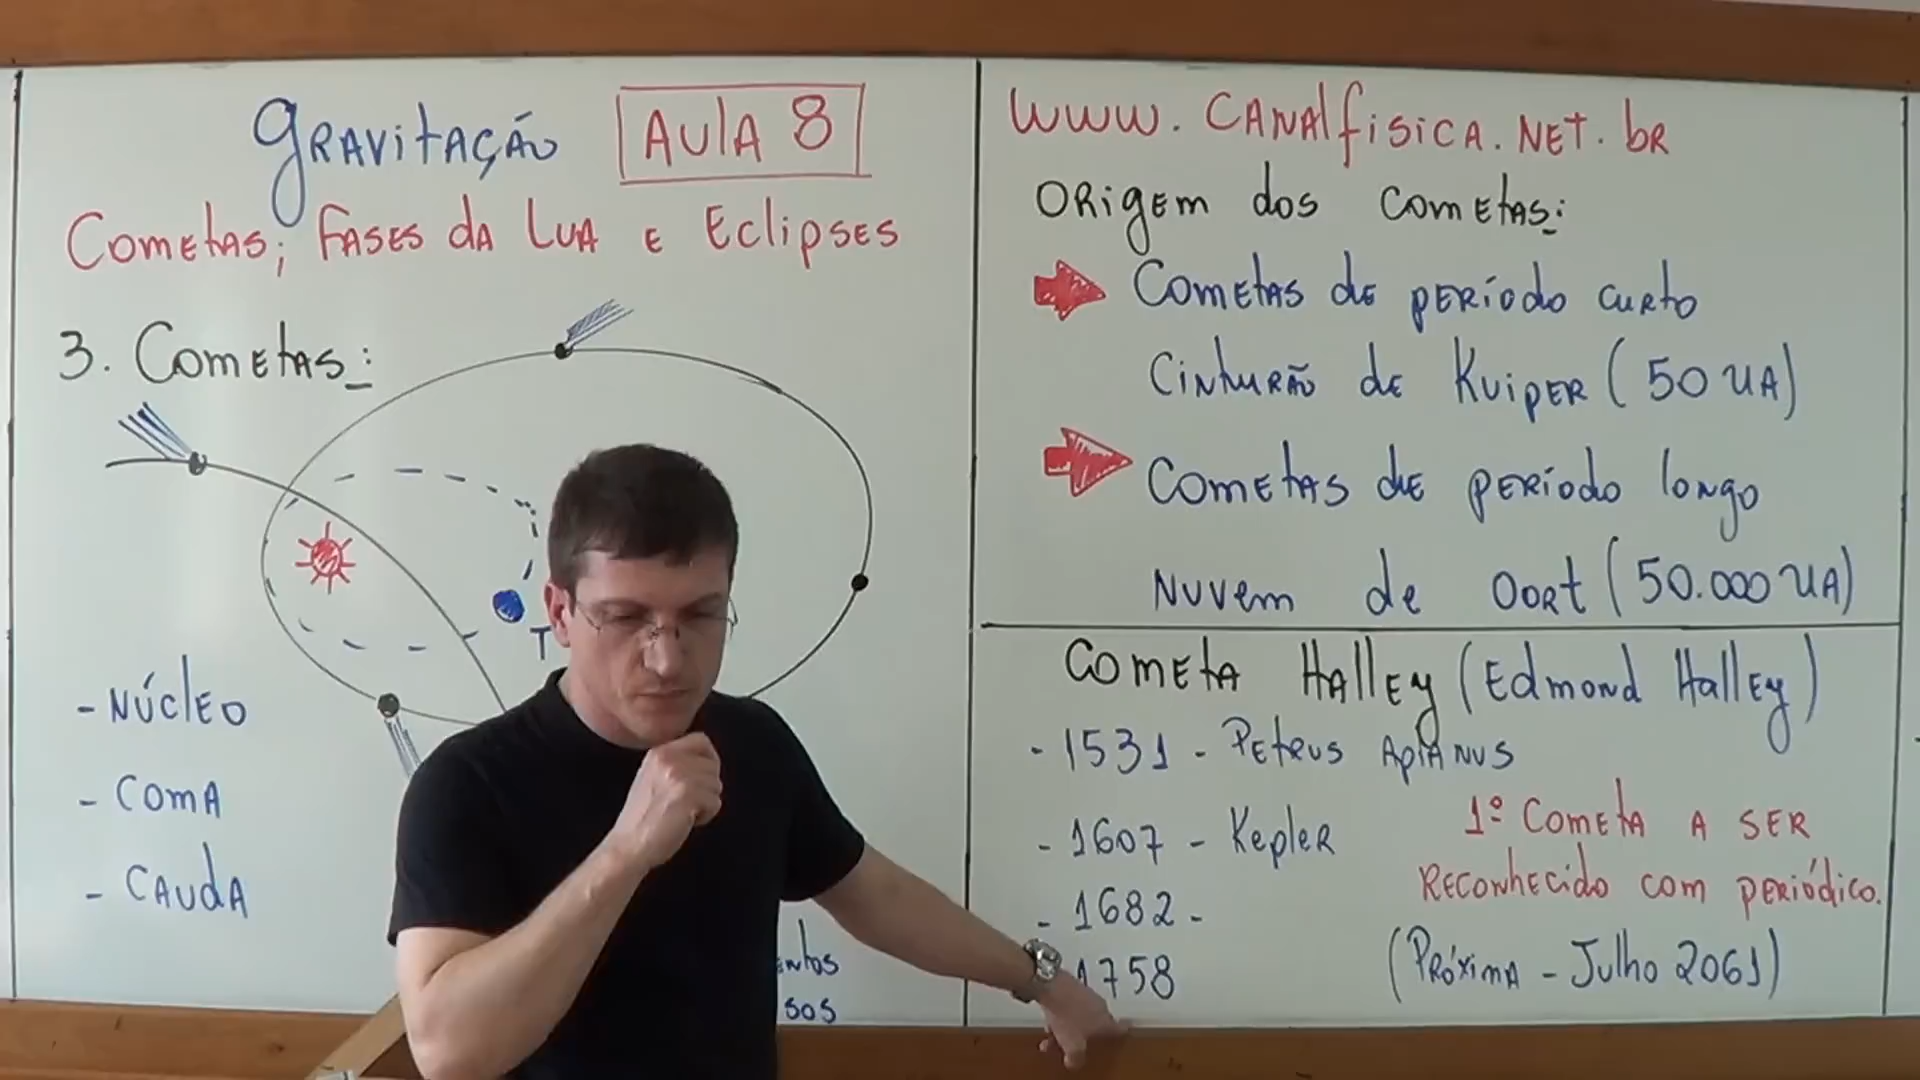 Gravitação Aula 8
Cometas, Fases da Lua e Eclipses
3. Cometas:
T
- Núcleo
- Coma
- Cauda
www.canalfisica.net.br
Origem dos Cometas:
Cometas de período curto
Cinturão de Kuiper (50 UA)
Cometas de período longo
Nuvem de Oort (50.000 UA)
Cometa Halley (Edmond Halley)
- 1531 - Petrus Apianus
- 1607 - Kepler
- 1682 -
1758
1º Cometa a ser
reconhecido com periódico.
(Próxima - Julho 2061)